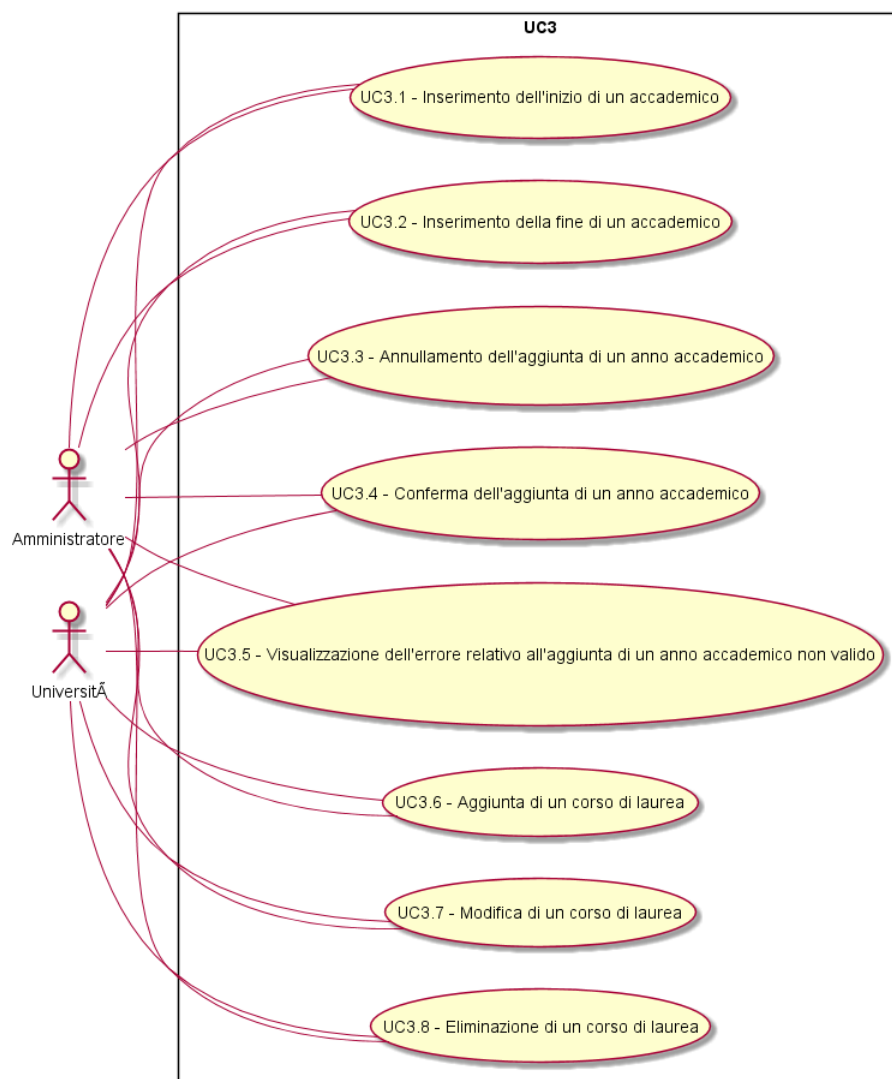 UC3
UC3.1 - Inserimento dell'inizio di un accademico
UC3.2 - Inserimento della fine di un accademico
UC3.3 - Annullamento dell'aggiunta di un anno accademico
UC3.4 - Conferma dell'aggiunta di un anno accademico
Amministratore
UC3.5 - Visualizzazione dell'errore relativo all'aggiunta di un anno accademico non valido
UniversitÃ
UC3.6 - Aggiunta di un corso di laurea
UC3.7 - Modifica di un corso di laurea
UC3.8 - Eliminazione di un corso di laurea